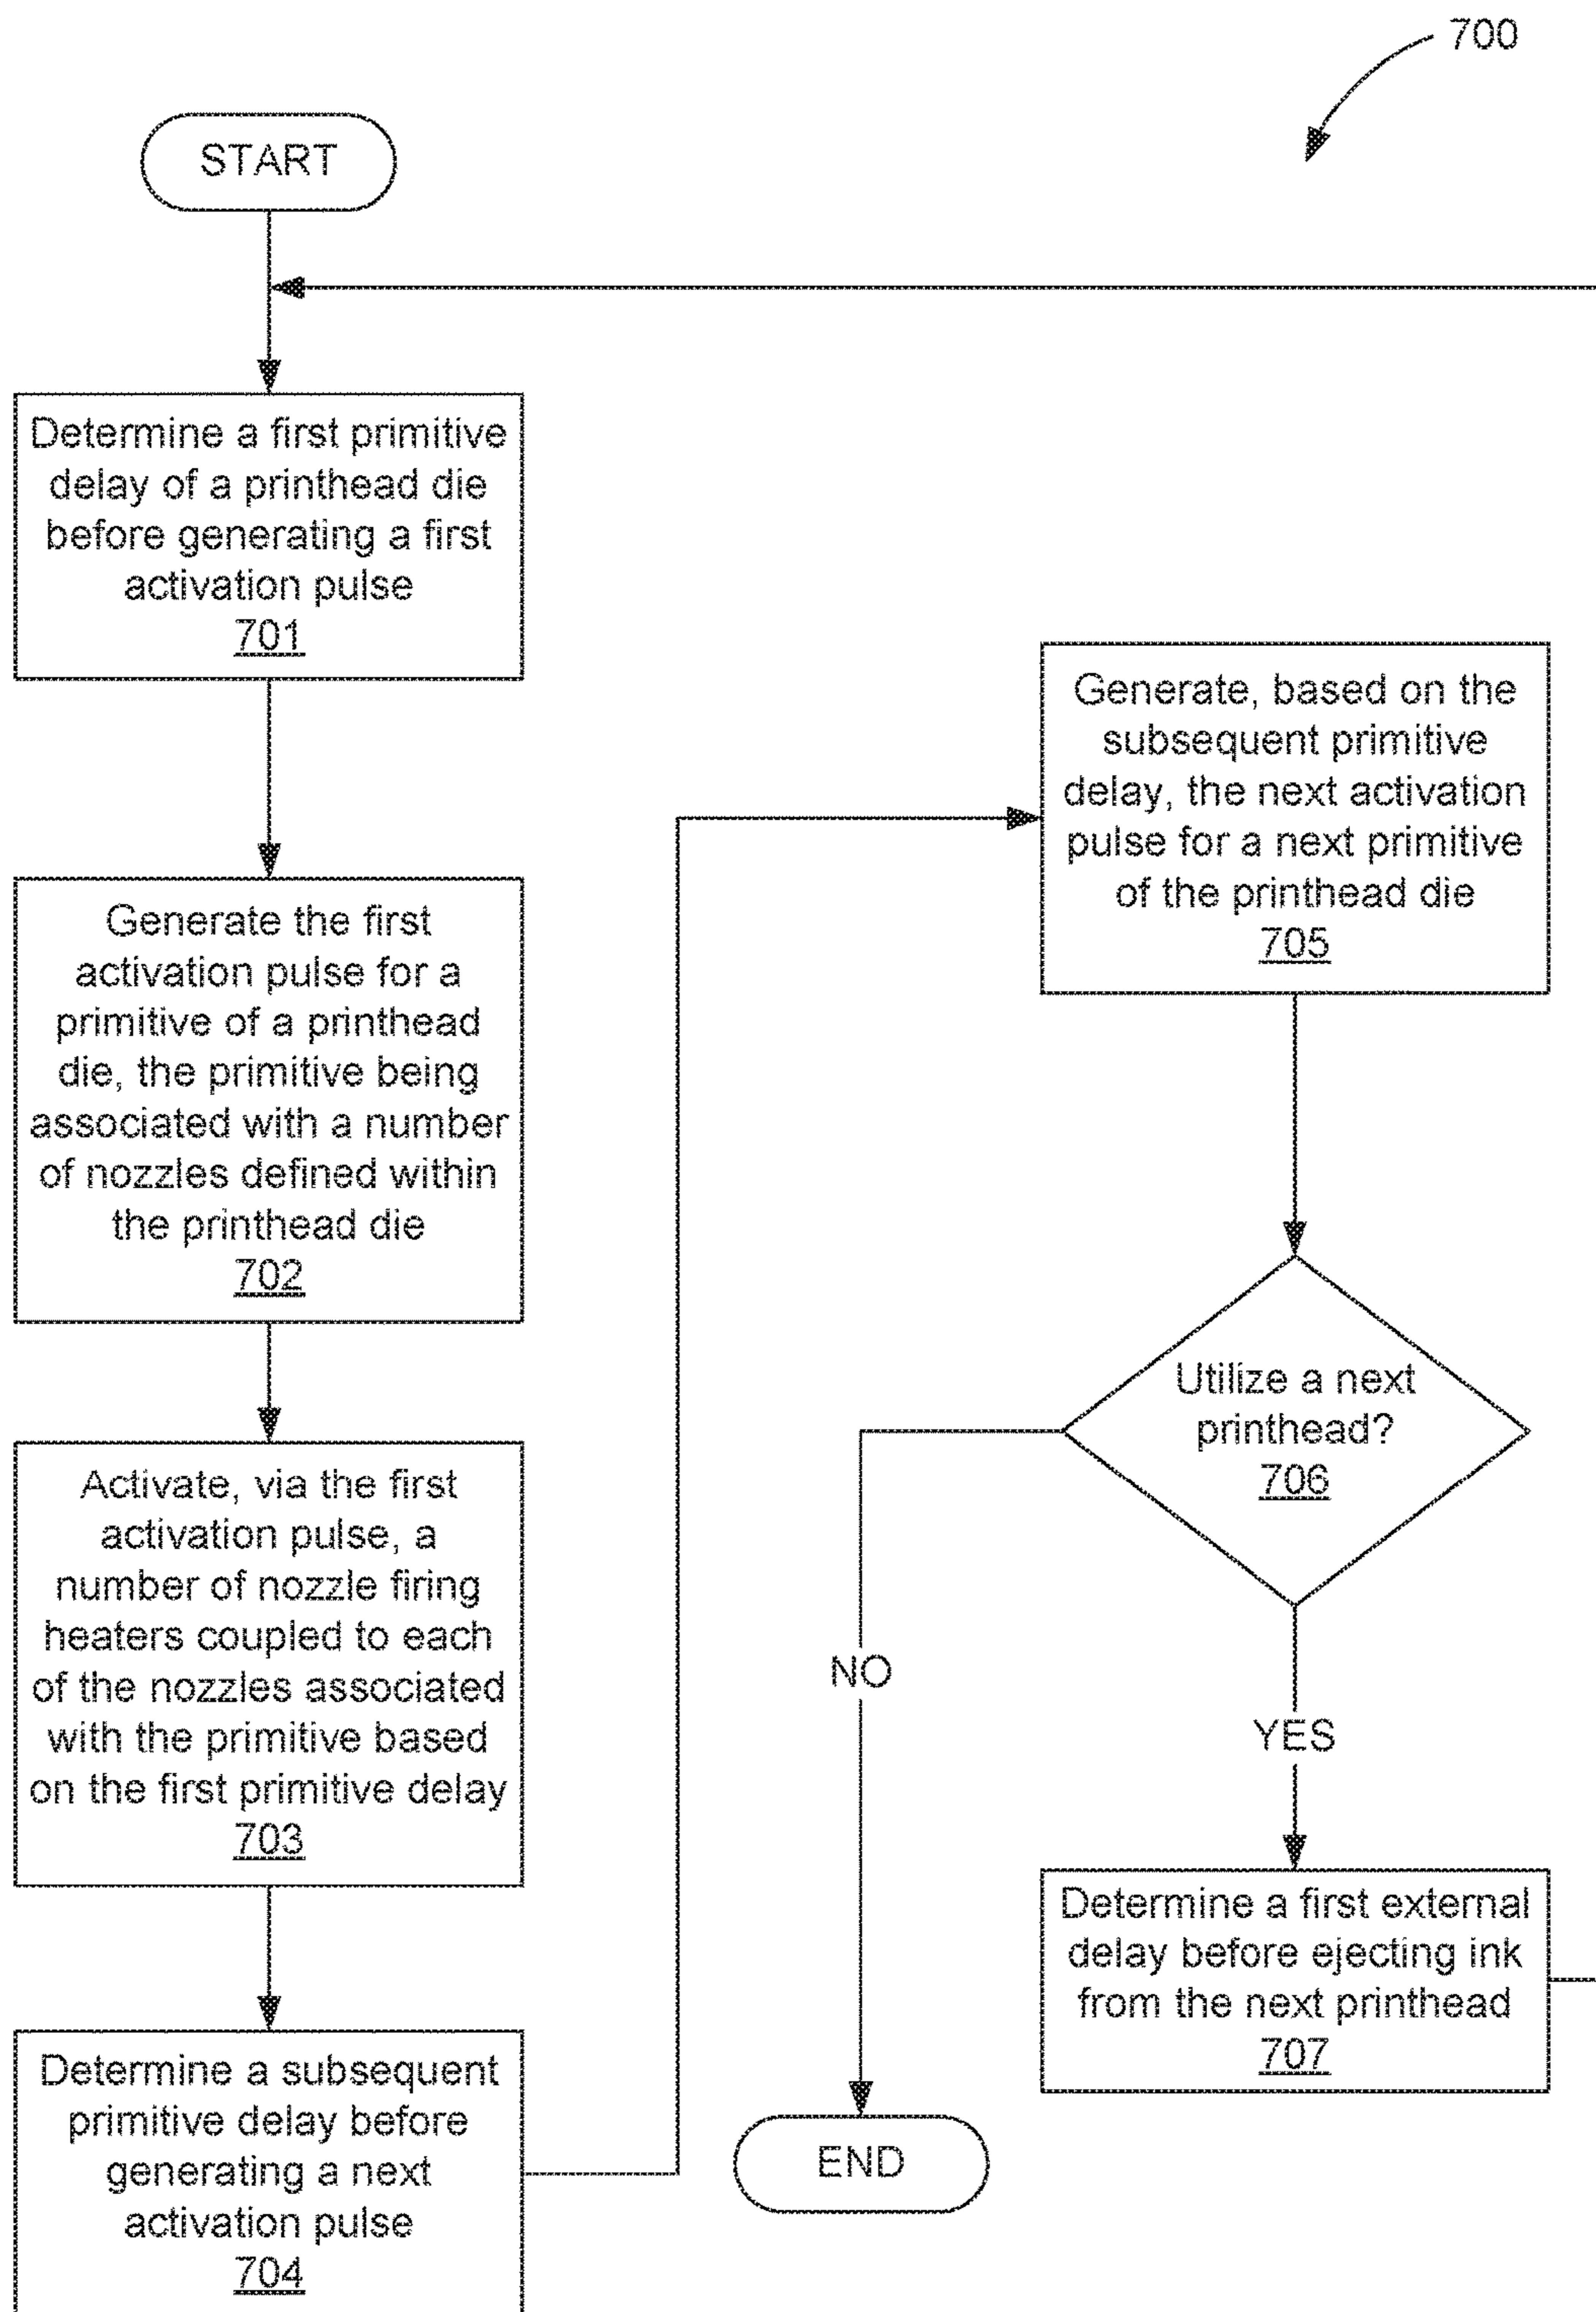 700
START
Determine a first primitive
delay of a printhead die
before generating a first
activation pulse
701
Generate the first
activation pulse for a
primitive of a printhead
die, the primitive being
associated with a number
of nozzles defined within
the printhead die
702
Activate, via the first
activation pulse, a
number of nozzle firing
heaters coupled to each
of the nozzles associated
with the primitive based
on the first primitive delay
703
Determine a subsequent
primitive delay before
generating a next
activation pulse
704
Generate, based on the
subsequent primitive
delay, the next activation
pulse for a next primitive
of the printhead die
705
Utilize a next
printhead?
706
NO
YES
Determine a first external
delay before ejecting ink
from the next printhead
707
END